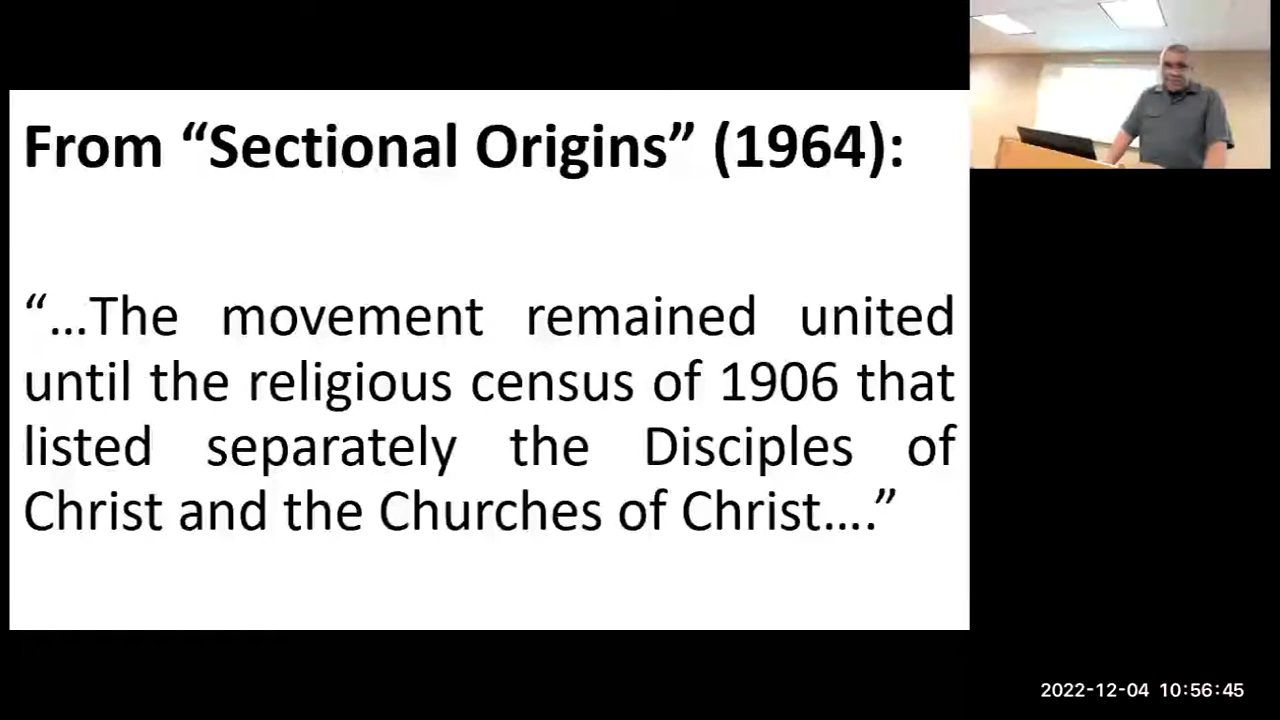 From “Sectional Origins” (1964):
“…The movement remained united
until the religious census of 1906 that
listed separately the Disciples of
Christ and the Churches of Christ….”
2022-12-04 10:56:45